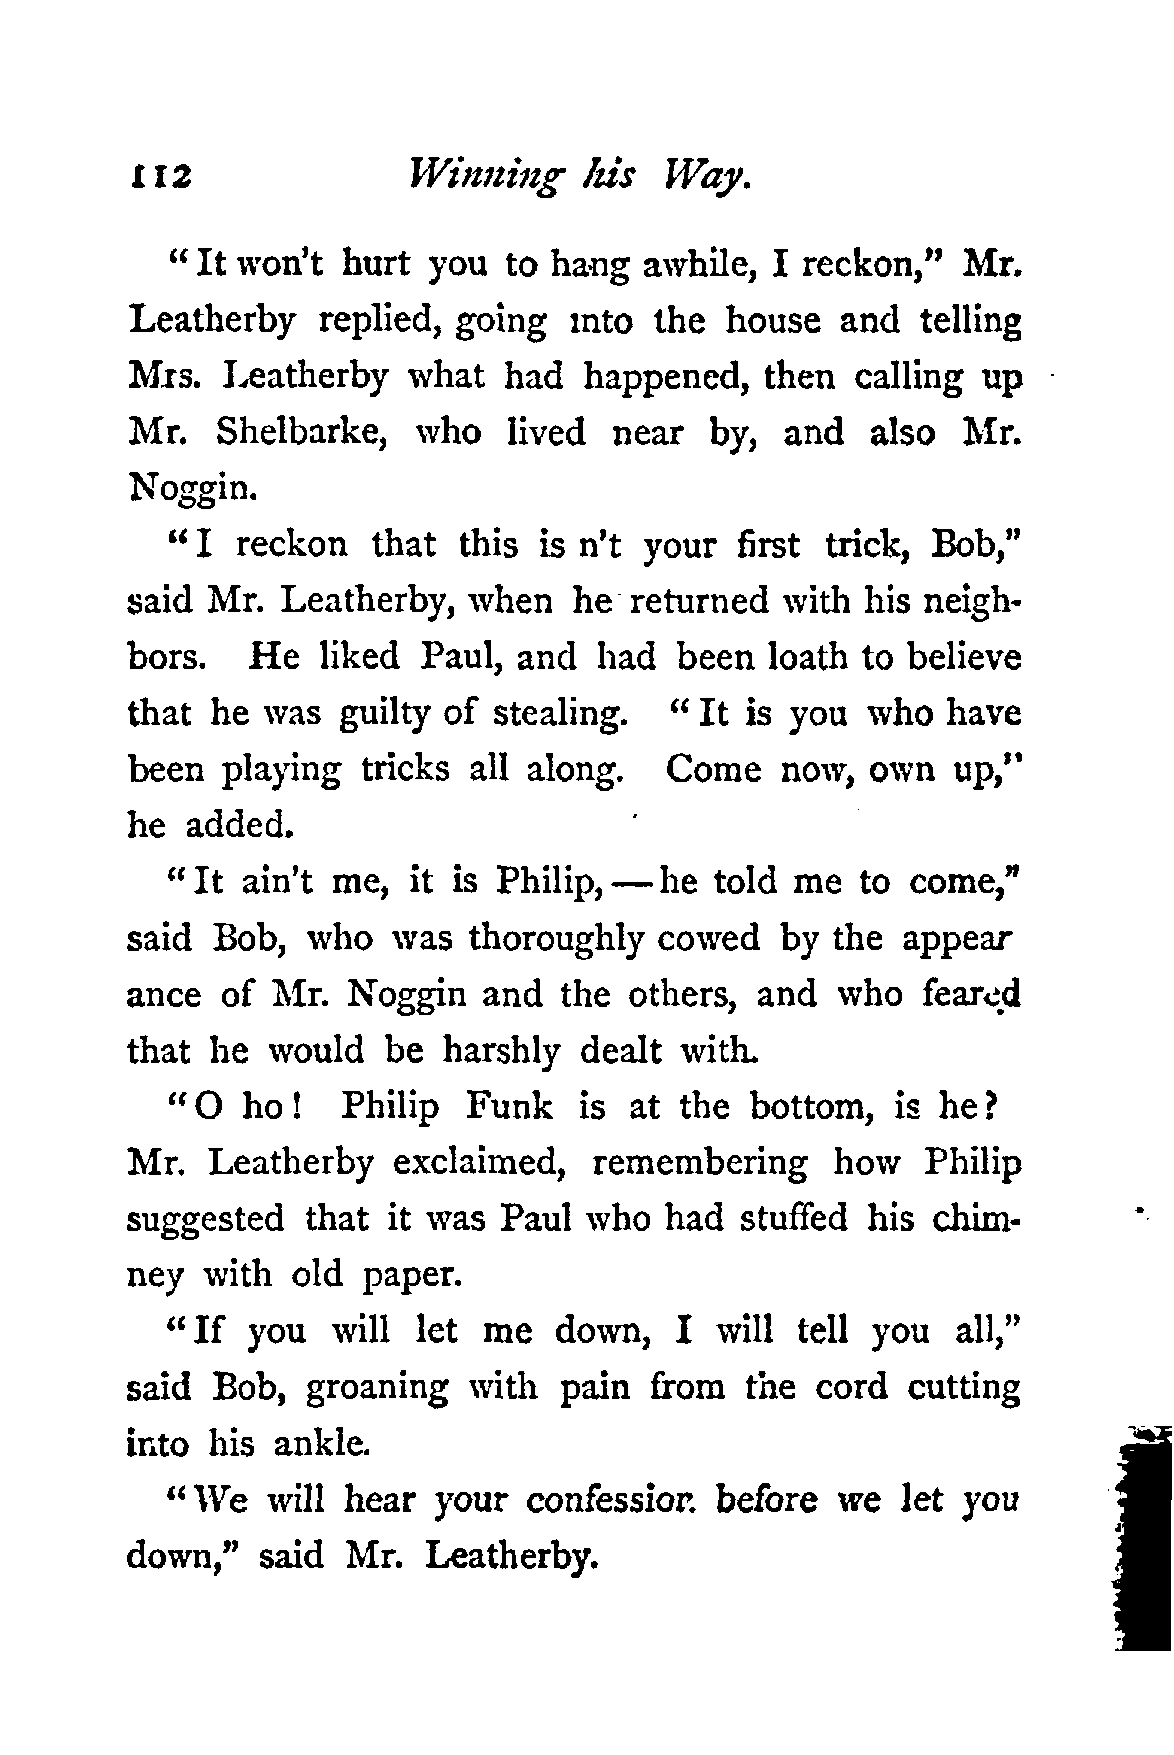 112 Winning his Way.
" It won't hurt you to hang awhile, I reckon," Mr.
Leatherby replied, going into the house and telling
Mrs. Leatherby what had happened, then calling up
Mr. Shelbarke, who lived near by, and also Mr.
Noggin.
" I reckon that this is n't your first trick, Bob,"
said Mr. Leatherby, when he returned with his neigh-
bors. He liked Paul, and had been loath to believe
that he was guilty of stealing. " It is you who have
been playing tricks all along. Come now, own up,"
he added.
" It ain't me, it is Philip, — he told me to come,"
said Bob, who was thoroughly cowed by the appear
ance of Mr. Noggin and the others, and who feared
that he would be harshly dealt with.
" O ho ! Philip Funk is at the bottom, is he ?
Mr. Leatherby exclaimed, remembering how Philip
suggested that it was Paul who had stuffed his chim-
ney with old paper.
" If you will let me down, I will tell you all,"
said Bob, groaning with pain from the cord cutting
into his ankle.
" We will hear your confession before we let you
down," said Mr. Leatherby.